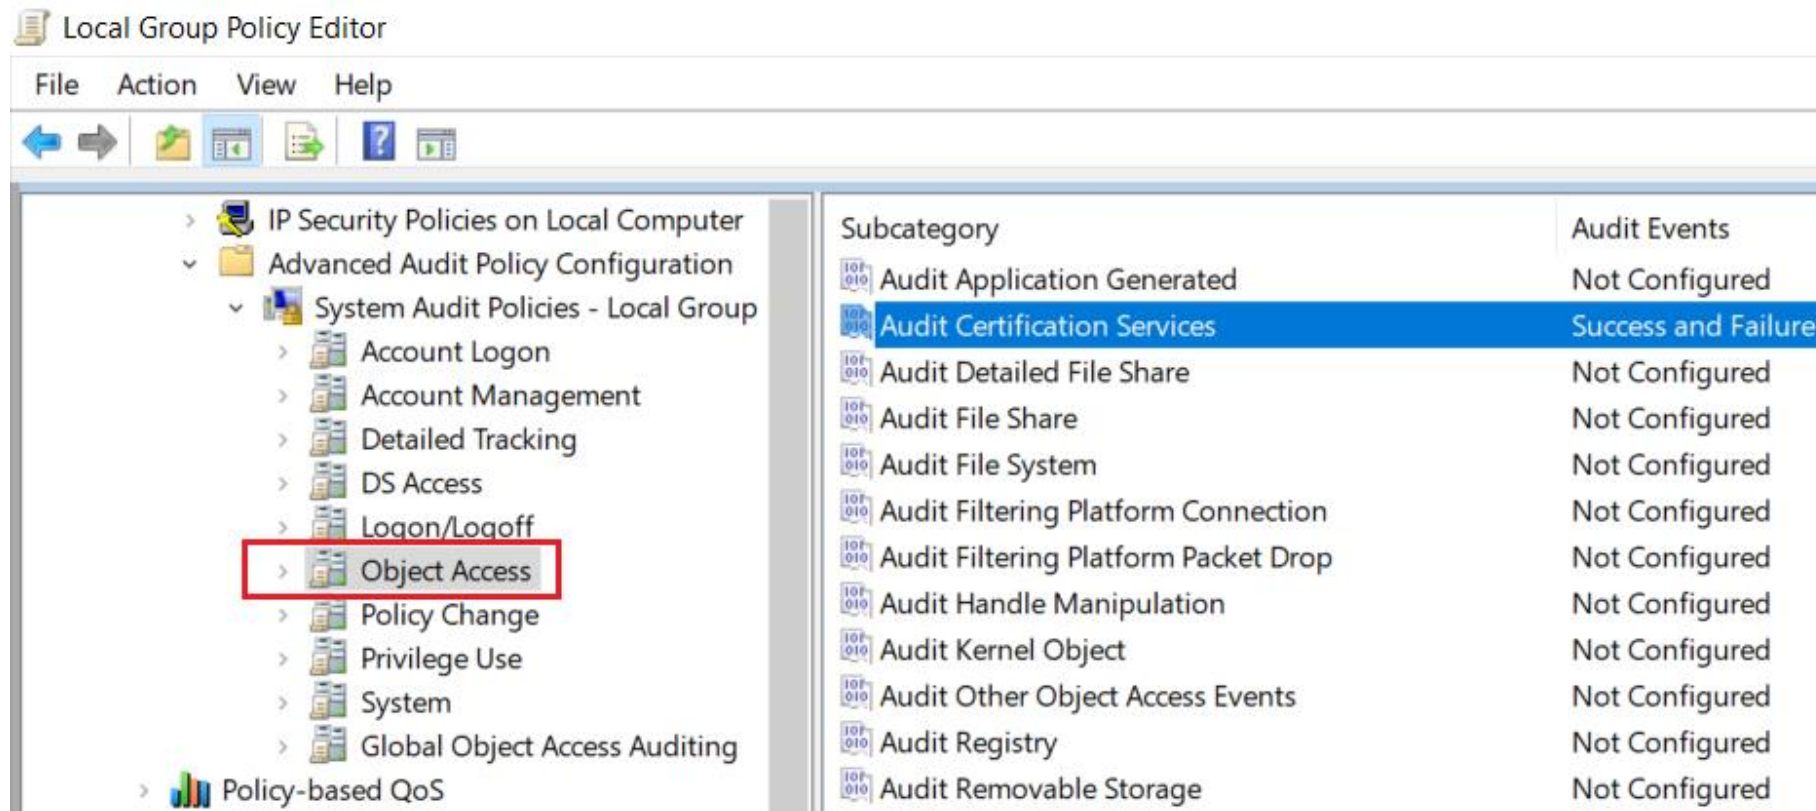 Local Group Policy Editor
File Action View Help
IP Security Policies on Local Computer
Advanced Audit Policy Configuration
System Audit Policies - Local Group
Account Logon
Account Management
Detailed Tracking
DS Access
Logon/Logoff
Object Access
Policy Change
Privilege Use
System
Global Object Access Auditing
Policy-based QoS
Subcategory Audit Events
Audit Application Generated Not Configured
Audit Certification Services Success and Failure
Audit Detailed File Share Not Configured
Audit File Share Not Configured
Audit File System Not Configured
Audit Filtering Platform Connection Not Configured
Audit Filtering Platform Packet Drop Not Configured
Audit Handle Manipulation Not Configured
Audit Kernel Object Not Configured
Audit Other Object Access Events Not Configured
Audit Registry Not Configured
Audit Removable Storage Not Configured